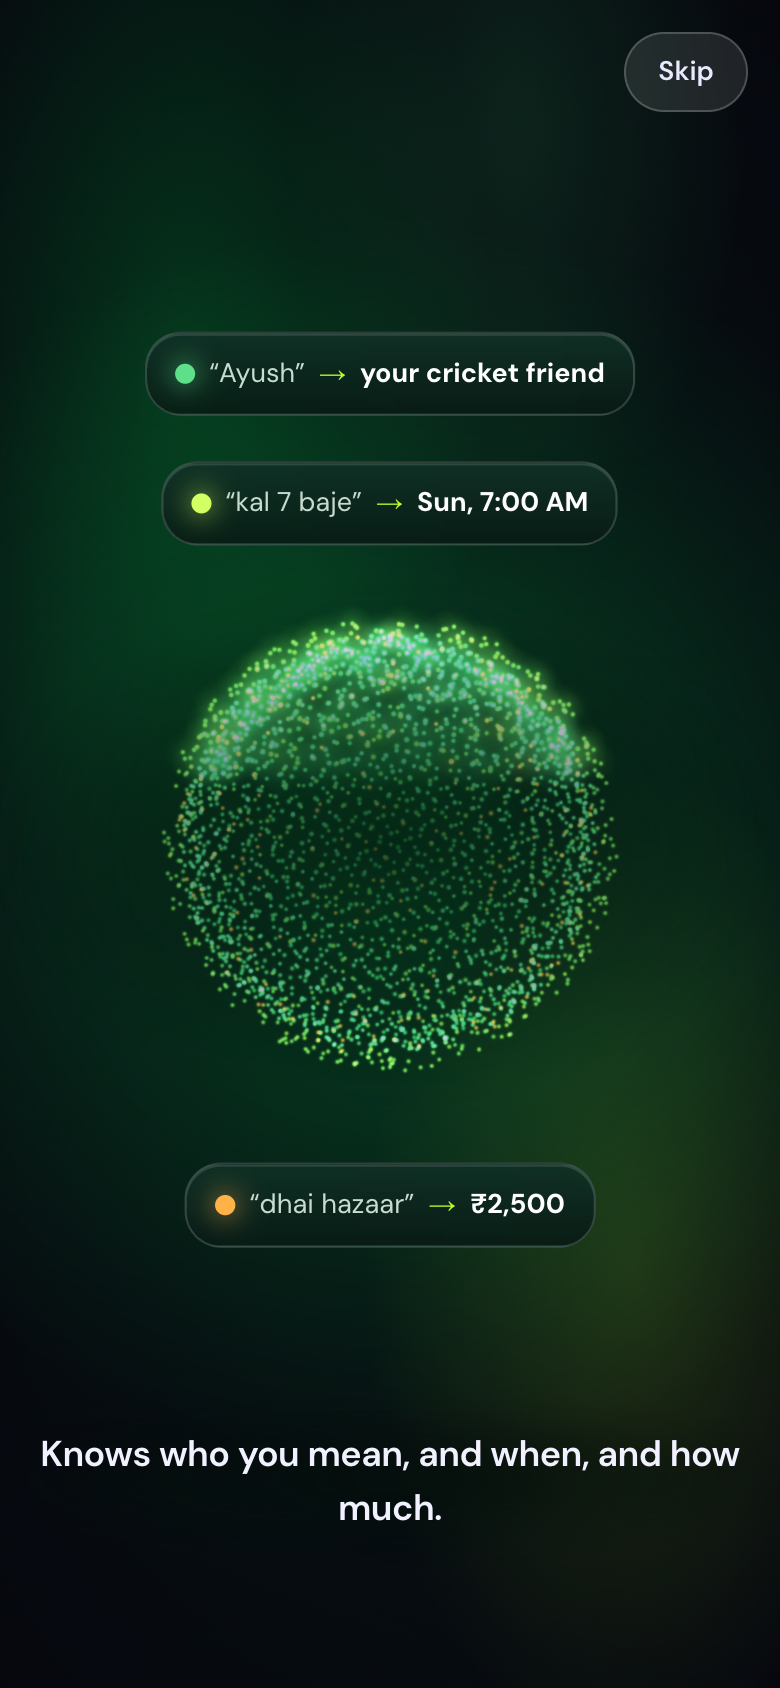 Skip
“Ayush” → your cricket friend
“kal 7 baje” → Sun, 7:00 AM
“dhai hazaar” → ₹2,500
Knows who you mean, and when, and how
much.